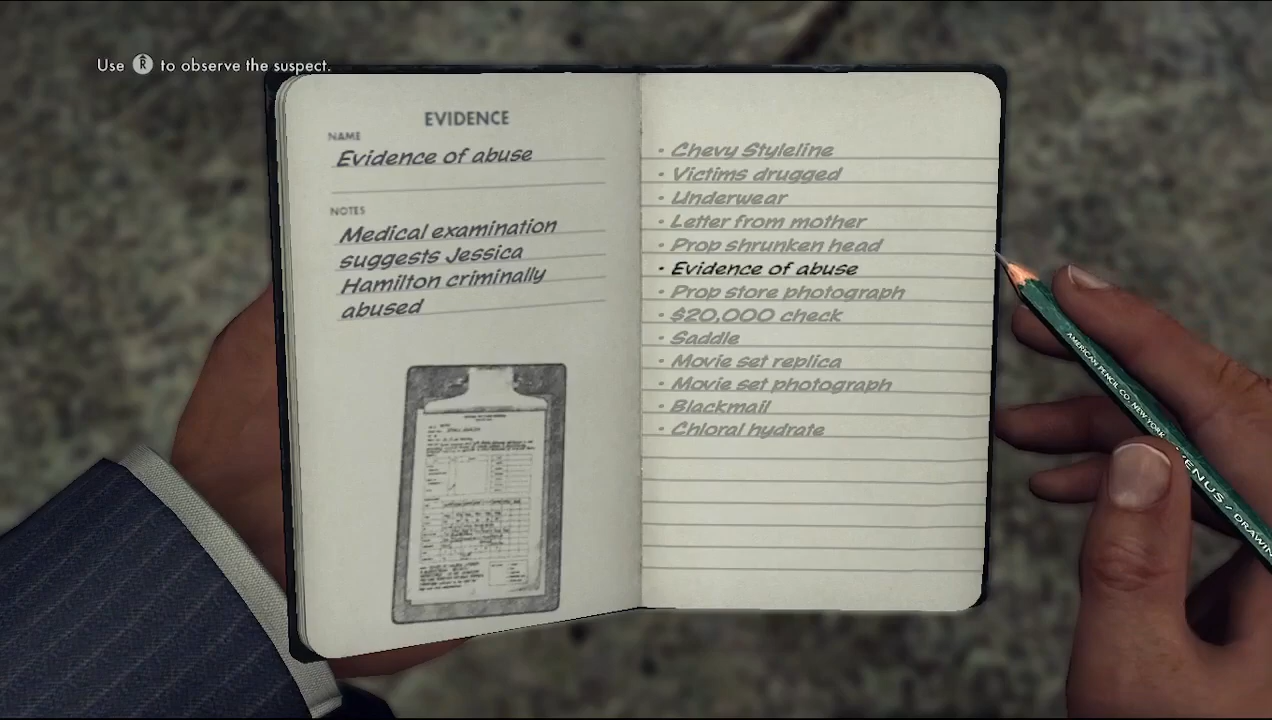 Use R to observe the suspect.
EVIDENCE
NAME
Evidence of abuse
NOTES
Medical examination
suggests Jessica
Hamilton criminally
abused
• Chevy Styleline
• Victims drugged
• Underwear
• Letter from mother
• Prop shrunken head
• Evidence of abuse
• Prop store photograph
• $20,000 check
• Saddle
• Movie set replica
• Movie set photograph
• Blackmail
• Chloral hydrate
AMERICAN PENCIL CO. NEW YORK VENUS / DRAWIN